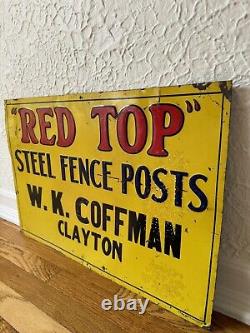 "RED TOP"
STEEL FENCE POSTS
W. K. COFFMAN
CLAYTON